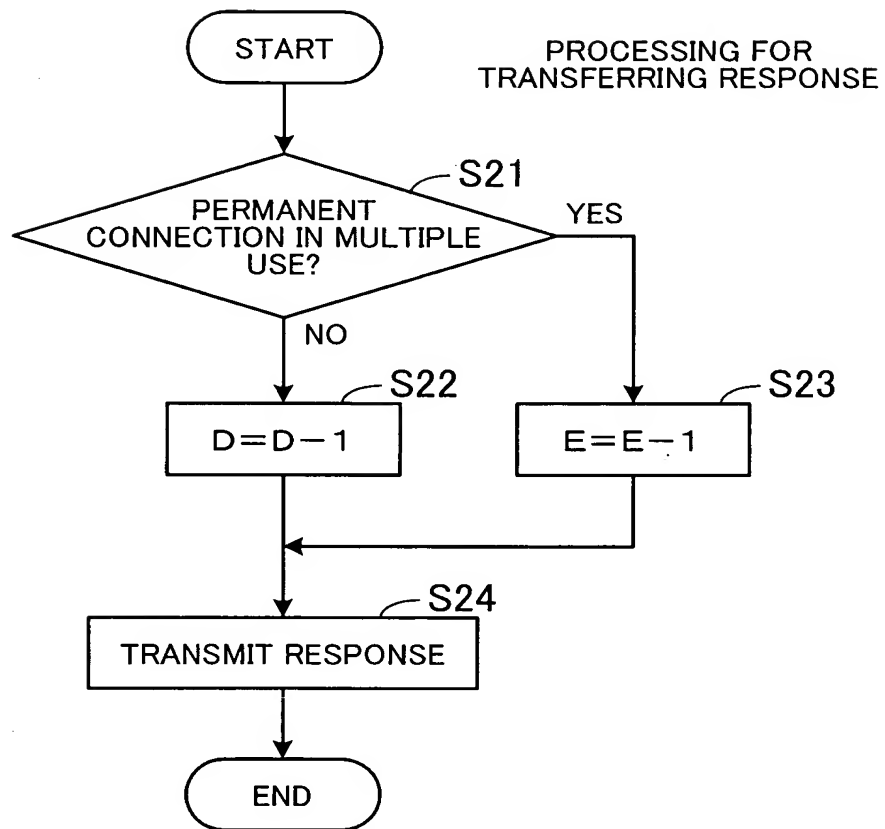 START
PROCESSING FOR
TRANSFERRING RESPONSE
S21
PERMANENT
CONNECTION IN MULTIPLE
USE?
YES
NO
S22
D=D-1
S23
E=E-1
S24
TRANSMIT RESPONSE
END